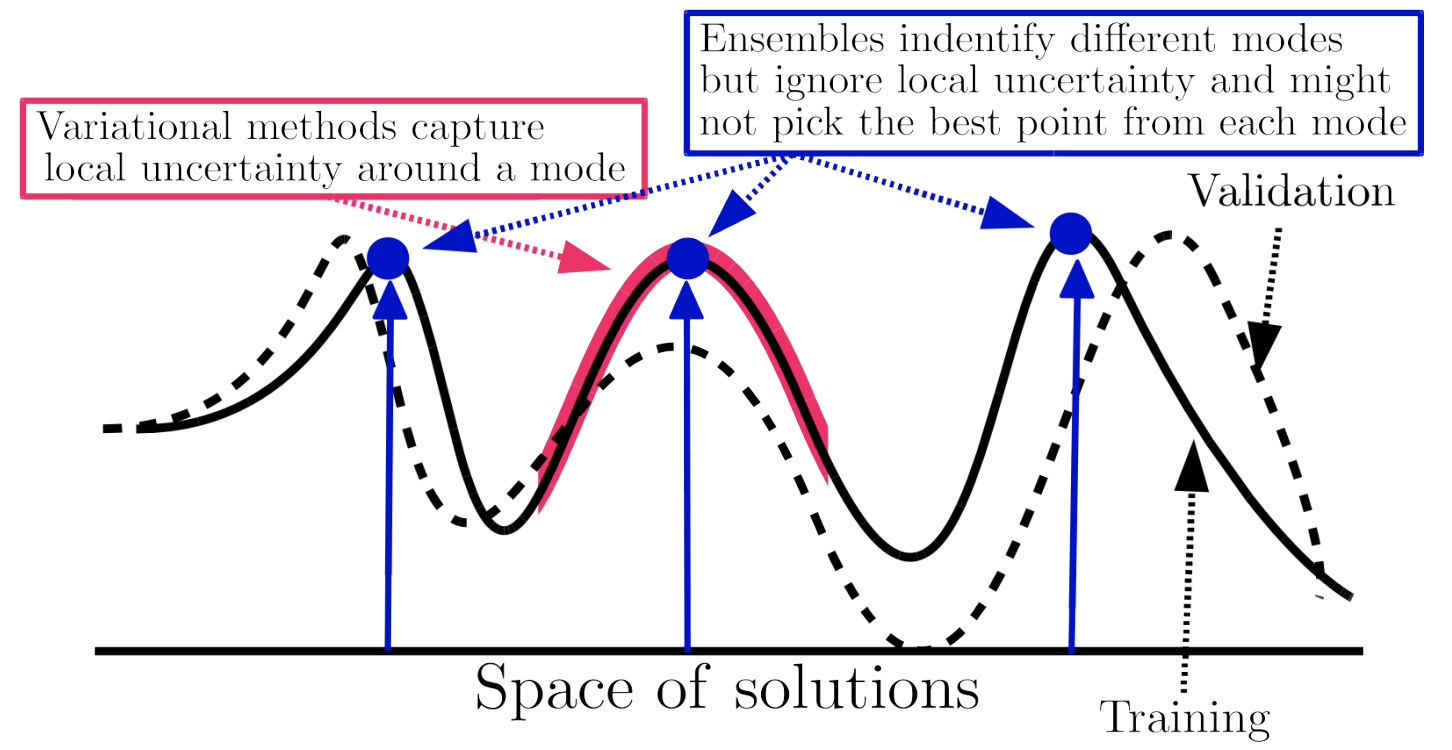 Ensembles indentify different modes
but ignore local uncertainty and might
not pick the best point from each mode
Variational methods capture
local uncertainty around a mode
Validation
Space of solutions
Training